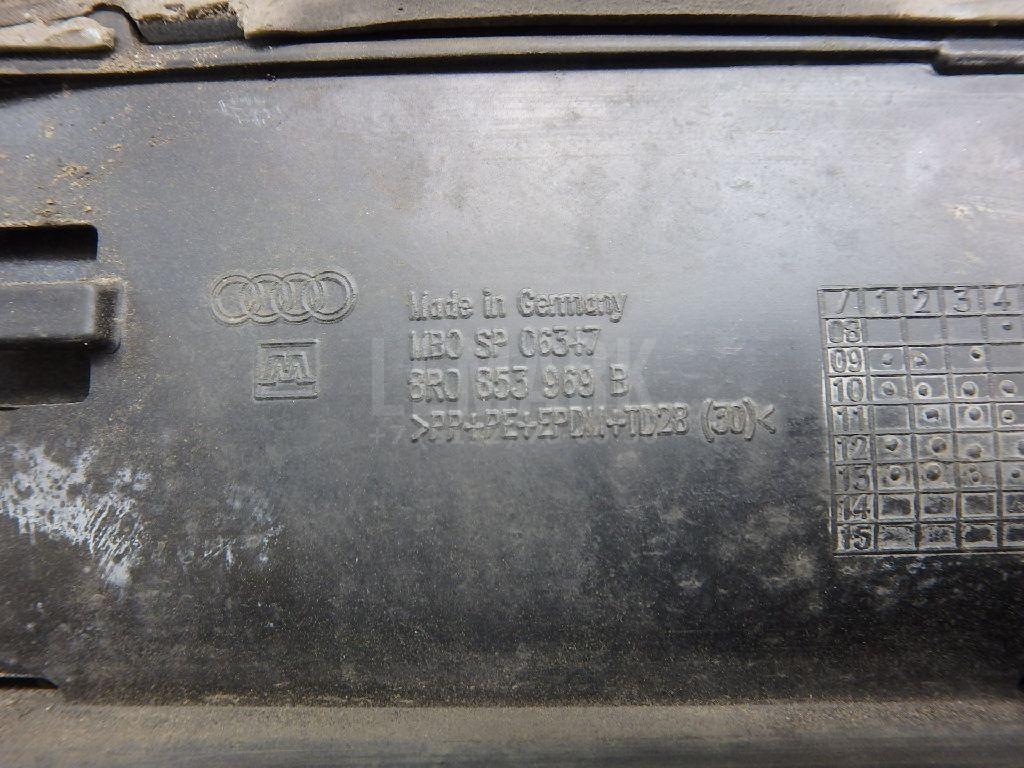 Made in Germany
MBO SP 06347
8R0 853 969 B
>PP+PE+EPDM+TD28 (30)<
/ 1 2 3 4
08
09
10
11
12
13
14
15